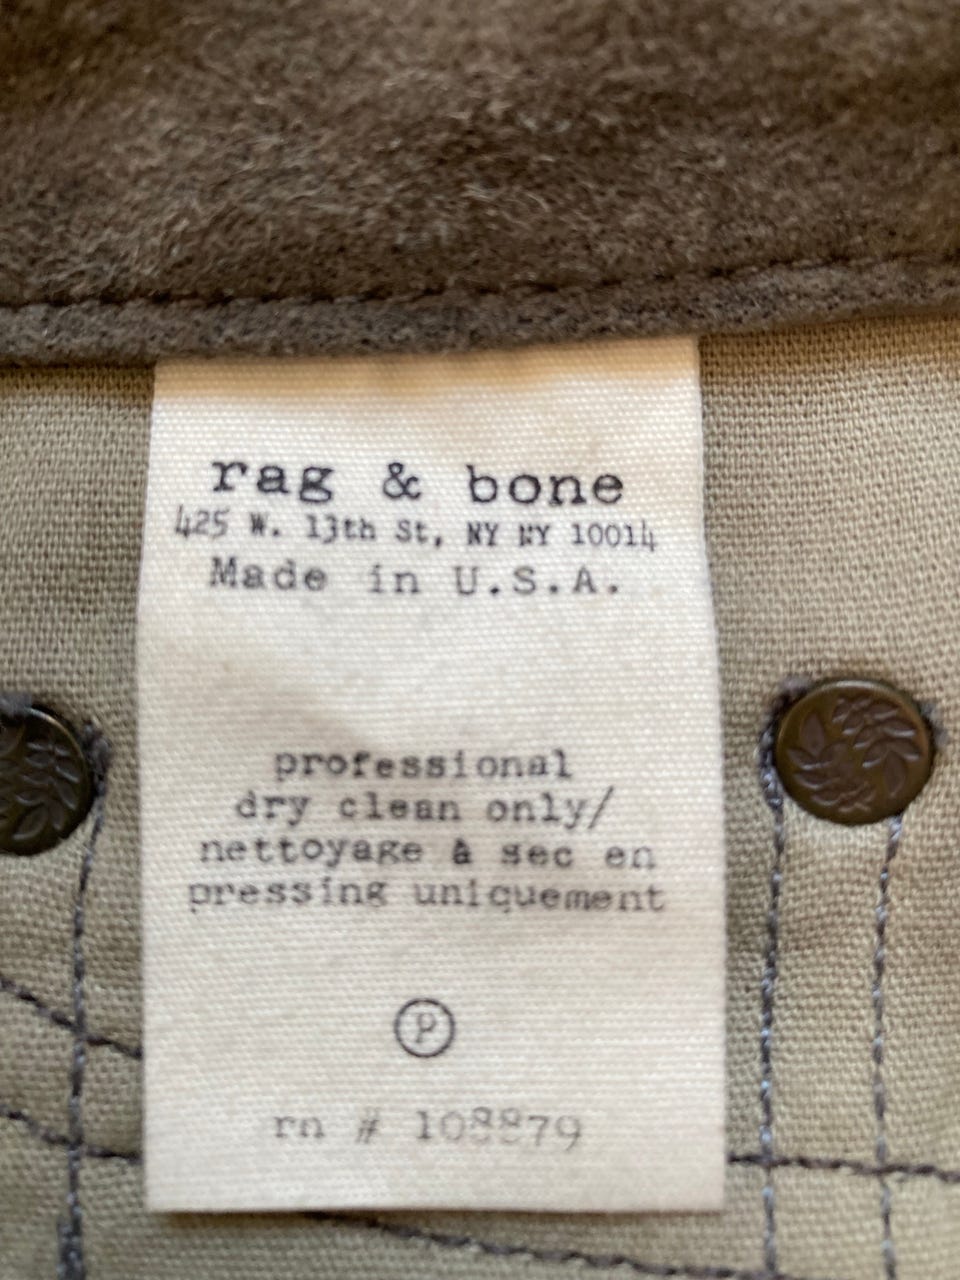 rag & bone
425 W. 13th St, NY NY 10014
Made in U.S.A.
professional
dry clean only/
nettoyage à sec en
pressing uniquement
P
rn # 108879